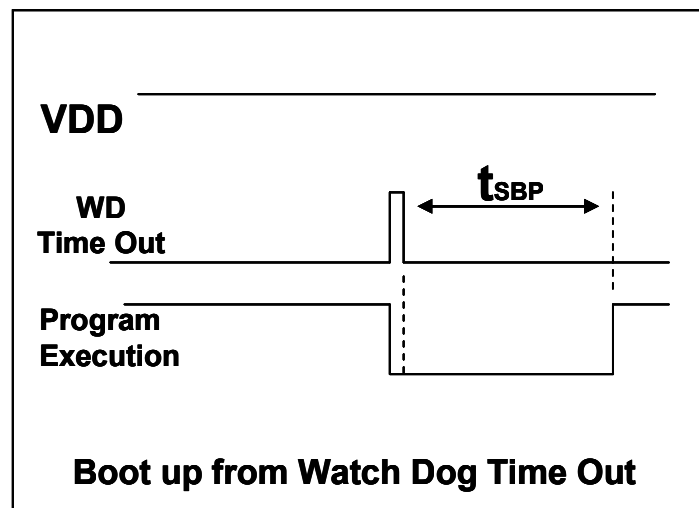 VDD
WD
Time Out
tSBP
Program
Execution
Boot up from Watch Dog Time Out